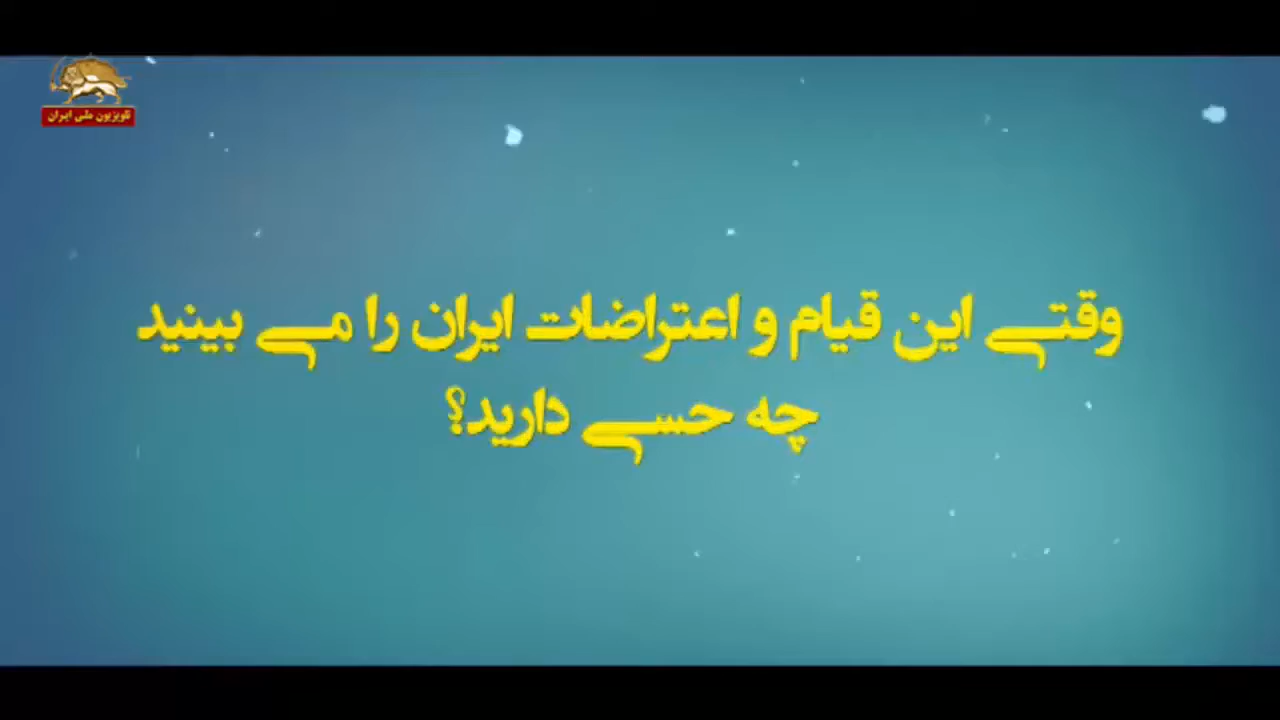 تلویزیون ملی ایران
وقتی این قیام و اعتراضات ایران را می بینید
چه حسی دارید؟